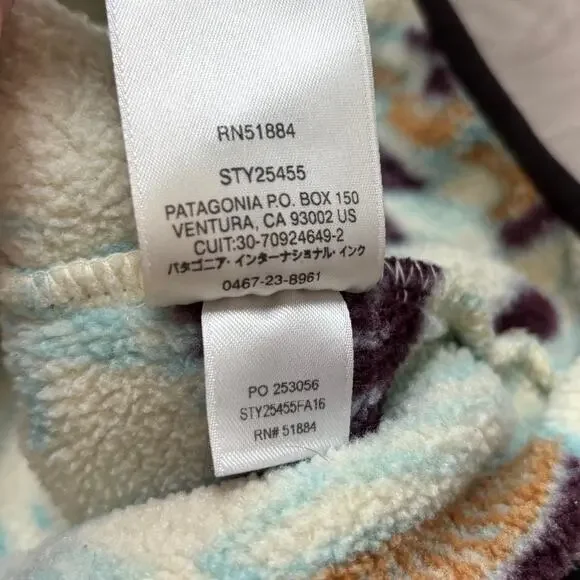 RN51884
STY25455
PATAGONIA P.O. BOX 150
VENTURA, CA 93002 US
CUIT:30-70924649-2
パタゴニア・インターナショナル・インク
0467-23-8961
PO 253056
STY25455FA16
RN# 51884